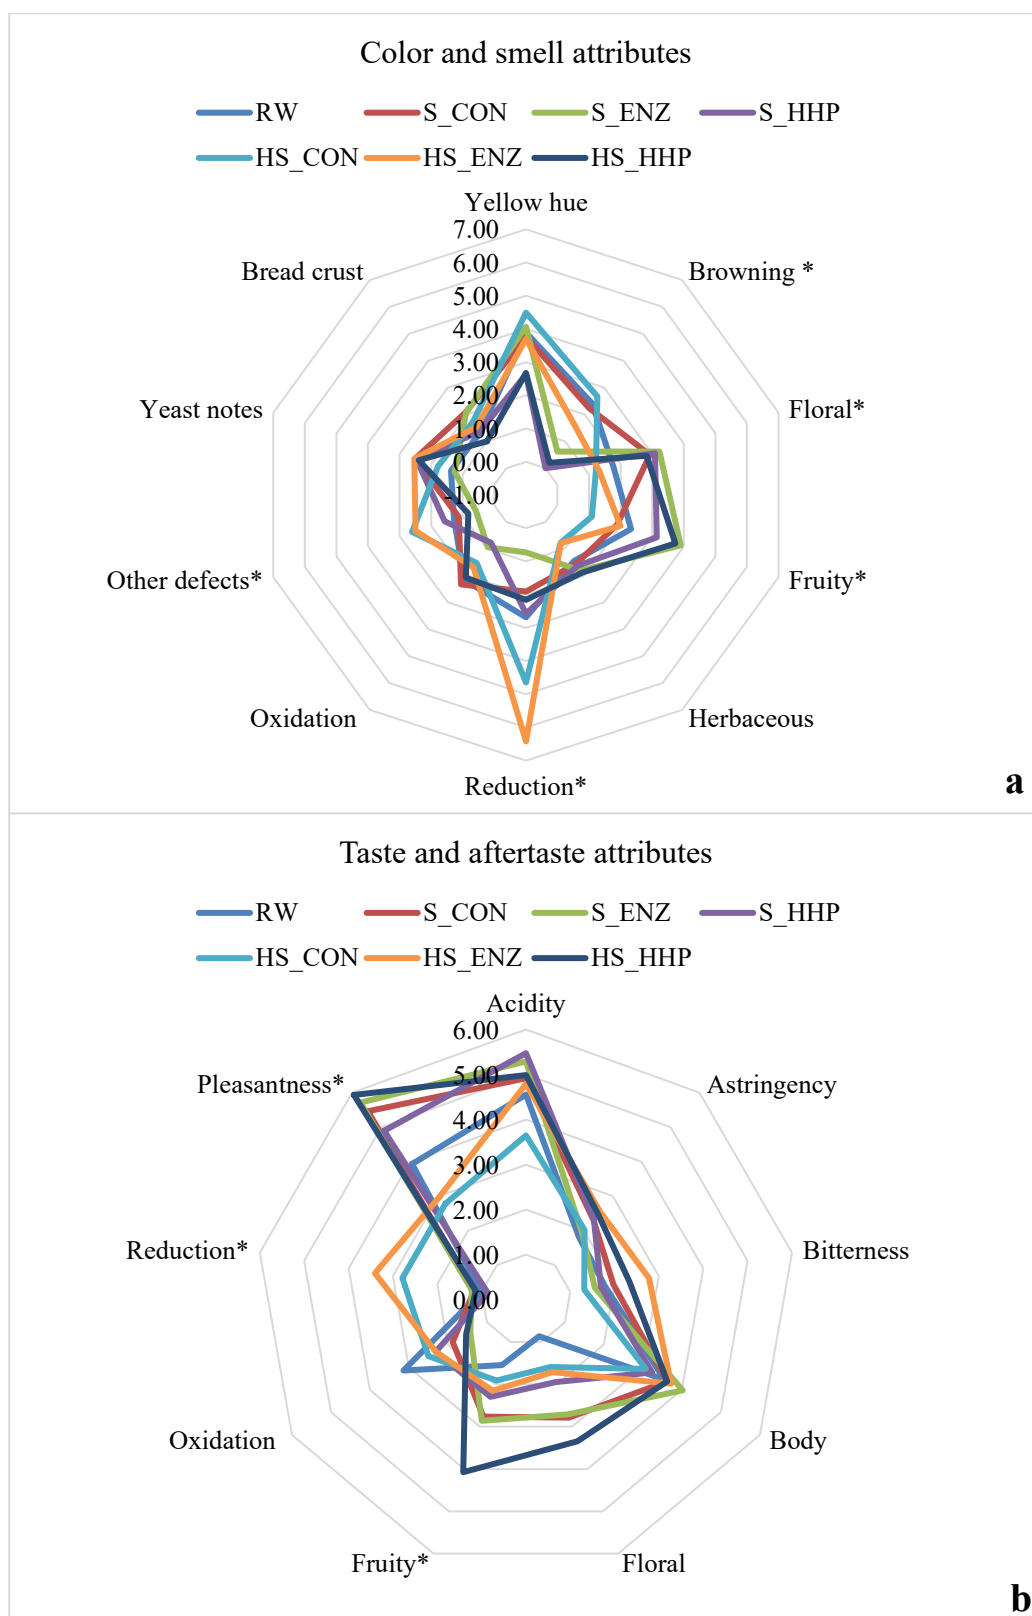 Color and smell attributes
RW S_CON S_ENZ S_HHP
HS_CON HS_ENZ HS_HHP
Yellow hue
7.00
6.00
5.00
4.00
3.00
2.00
1.00
0.00
-1.00
Browning *
Floral*
Fruity*
Herbaceous
Reduction*
Oxidation
Other defects*
Yeast notes
Bread crust
a
Taste and aftertaste attributes
RW S_CON S_ENZ S_HHP
HS_CON HS_ENZ HS_HHP
Acidity
6.00
5.00
4.00
3.00
2.00
1.00
0.00
Astringency
Bitterness
Body
Floral
Fruity*
Oxidation
Reduction*
Pleasantness*
b